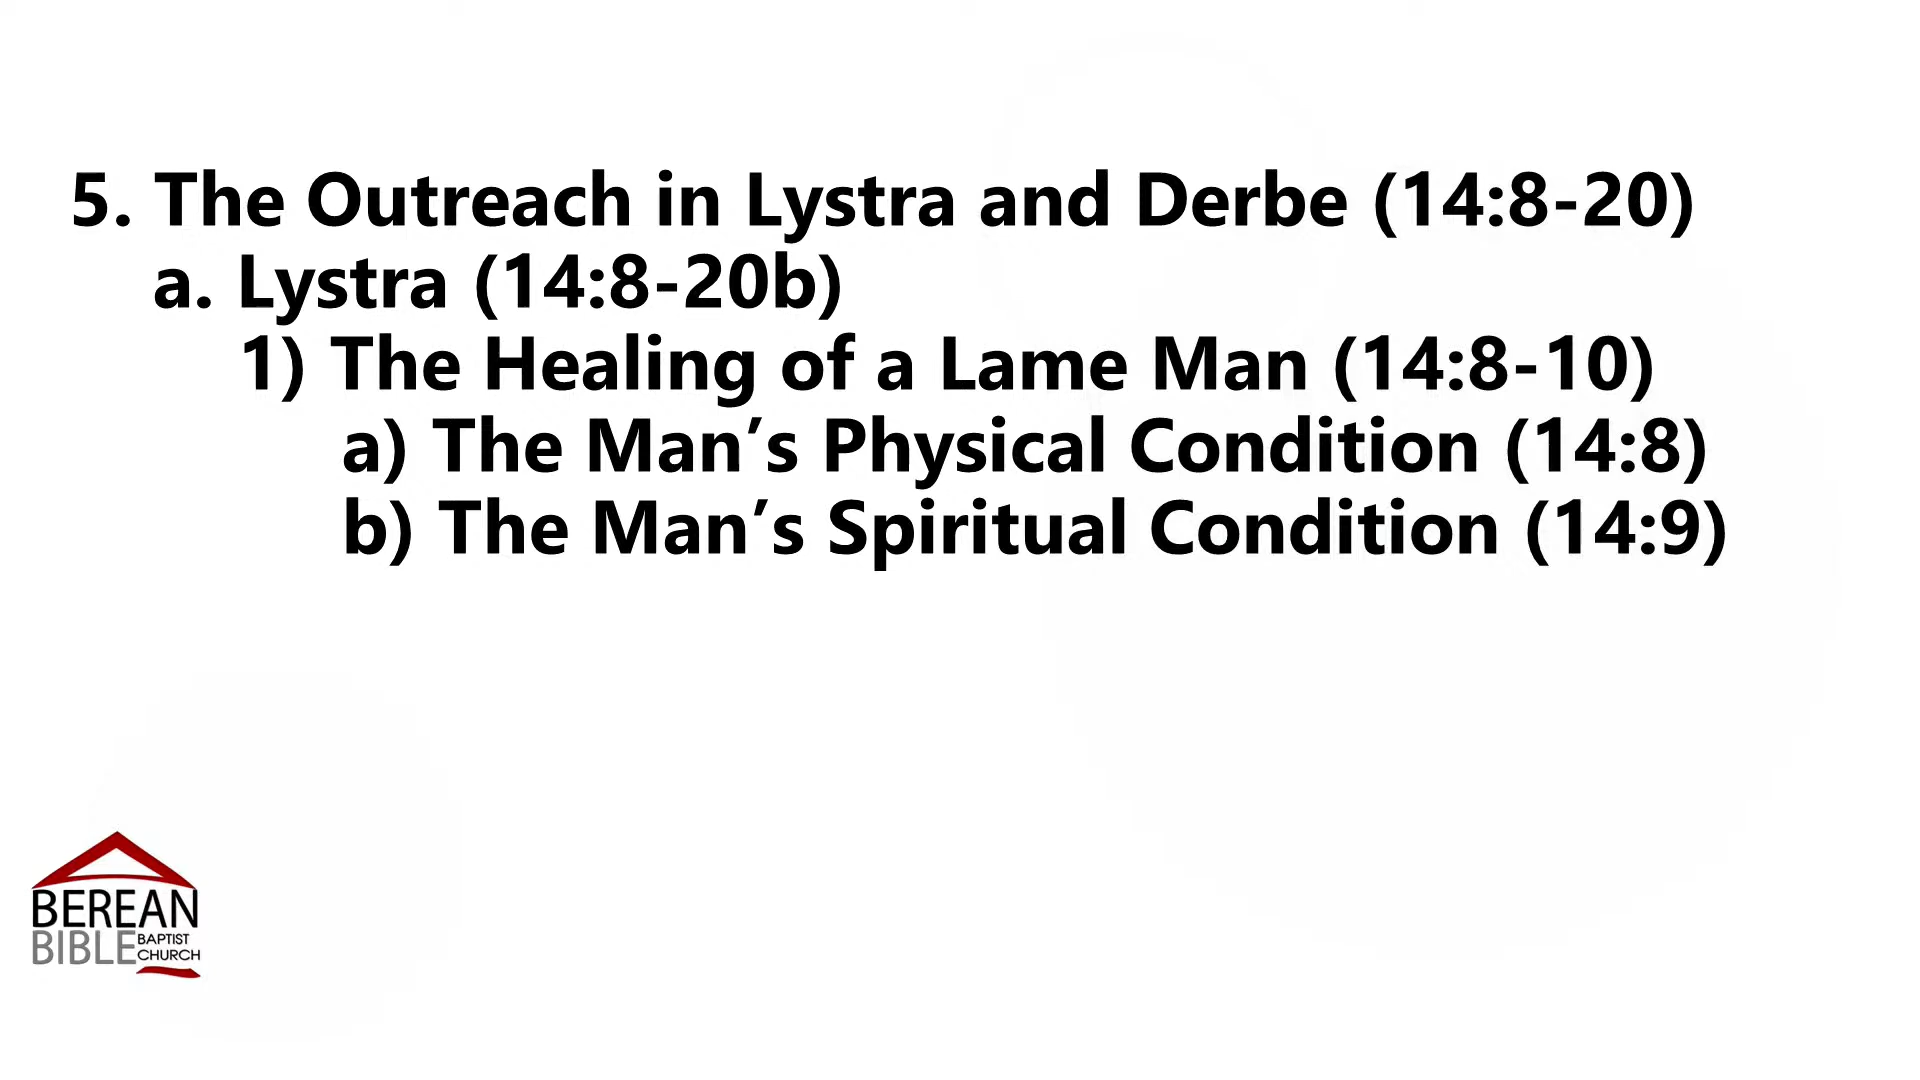 5. The Outreach in Lystra and Derbe (14:8-20)
a. Lystra (14:8-20b)
1) The Healing of a Lame Man (14:8-10)
a) The Man’s Physical Condition (14:8)
b) The Man’s Spiritual Condition (14:9)
BEREAN
BIBLE BAPTIST
CHURCH